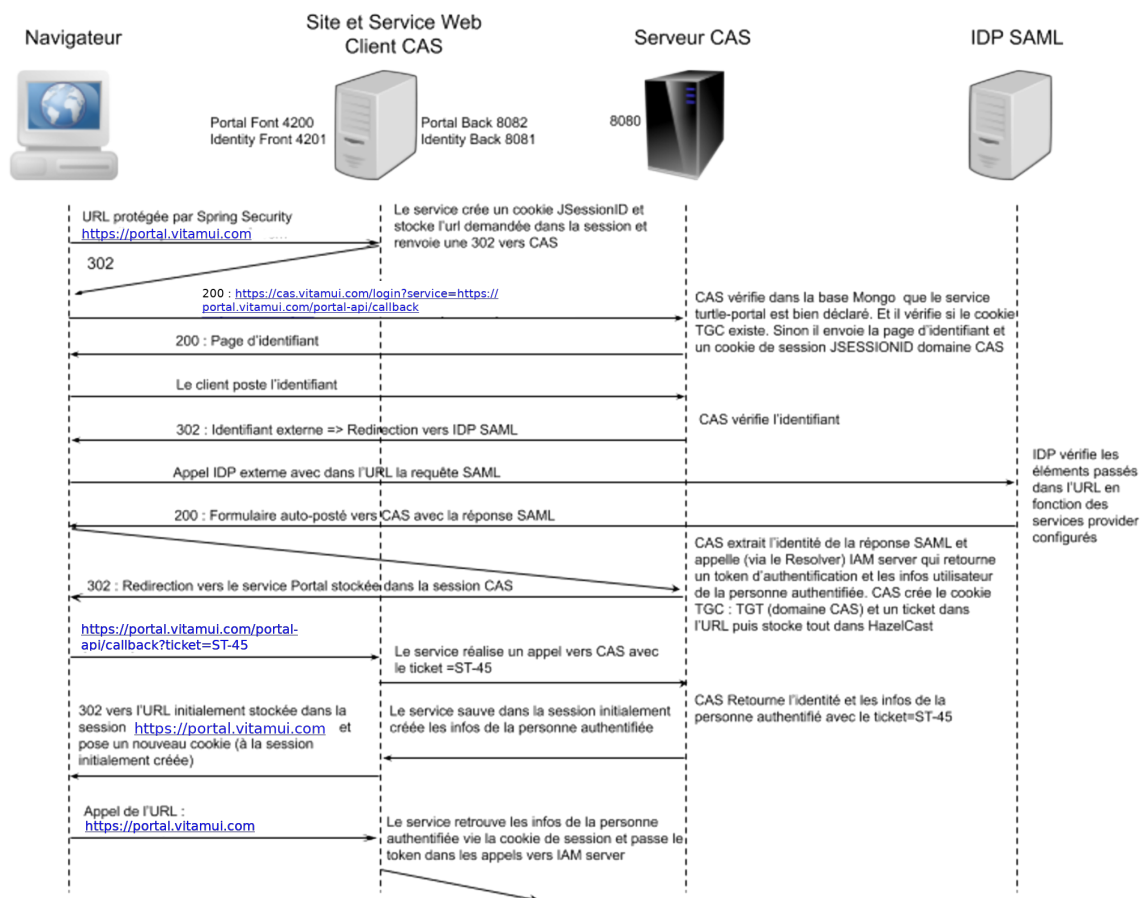 Navigateur
Site et Service Web
Client CAS
Serveur CAS
IDP SAML
Portal Font 4200
Identity Front 4201
Portal Back 8082
Identity Back 8081
8080
URL protégée par Spring Security
https://portal.vitamui.com
Le service crée un cookie JSessionID et
stocke l'url demandée dans la session et
renvoie une 302 vers CAS
302
200 : https://cas.vitamui.com/login?service=https://
portal.vitamui.com/portal-api/callback
CAS vérifie dans la base Mongo que le service
turtle-portal est bien déclaré. Et il vérifie si le cookie
TGC existe. Sinon il envoie la page d'identifiant et
un cookie de session JSESSIONID domaine CAS
200 : Page d'identifiant
Le client poste l'identifiant
CAS vérifie l'identifiant
302 : Identifiant externe => Redirection vers IDP SAML
Appel IDP externe avec dans l'URL la requête SAML
IDP vérifie les
éléments passés
dans l'URL en
fonction des
services provider
configurés
200 : Formulaire auto-posté vers CAS avec la réponse SAML
CAS extrait l'identité de la réponse SAML et
appelle (via le Resolver) IAM server qui retourne
un token d'authentification et les infos utilisateur
de la personne authentifiée. CAS crée le cookie
TGC : TGT (domaine CAS) et un ticket dans
l'URL puis stocke tout dans HazelCast
302 : Redirection vers le service Portal stockée dans la session CAS
https://portal.vitamui.com/portal-
api/callback?ticket=ST-45
Le service réalise un appel vers CAS avec
le ticket =ST-45
CAS Retourne l'identité et les infos de la
personne authentifié avec le ticket=ST-45
302 vers l'URL initialement stockée dans la
session https://portal.vitamui.com et
pose un nouveau cookie (à la session
initialement créée)
Le service sauve dans la session initialement
créée les infos de la personne authentifiée
Appel de l'URL :
https://portal.vitamui.com
Le service retrouve les infos de la personne
authentifiée vie la cookie de session et passe le
token dans les appels vers IAM server